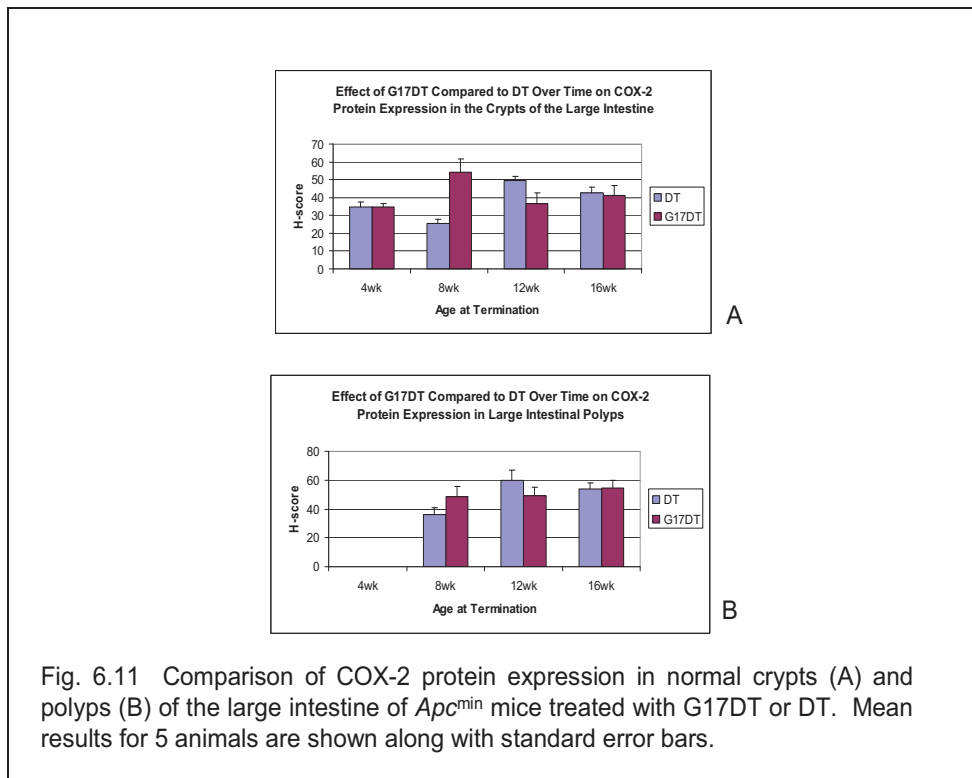 Effect of G17DT Compared to DT Over Time on COX-2
Protein Expression in the Crypts of the Large Intestine
70
60
50
40
30
20
10
0
H-score
4wk 8wk 12wk 16wk
Age at Termination
DT
G17DT
A
Effect of G17DT Compared to DT Over Time on COX-2
Protein Expression in Large Intestinal Polyps
80
60
40
20
0
H-score
4wk 8wk 12wk 16wk
Age at Termination
DT
G17DT
B
Fig. 6.11 Comparison of COX-2 protein expression in normal crypts (A) and
polyps (B) of the large intestine of Apcmin mice treated with G17DT or DT. Mean
results for 5 animals are shown along with standard error bars.